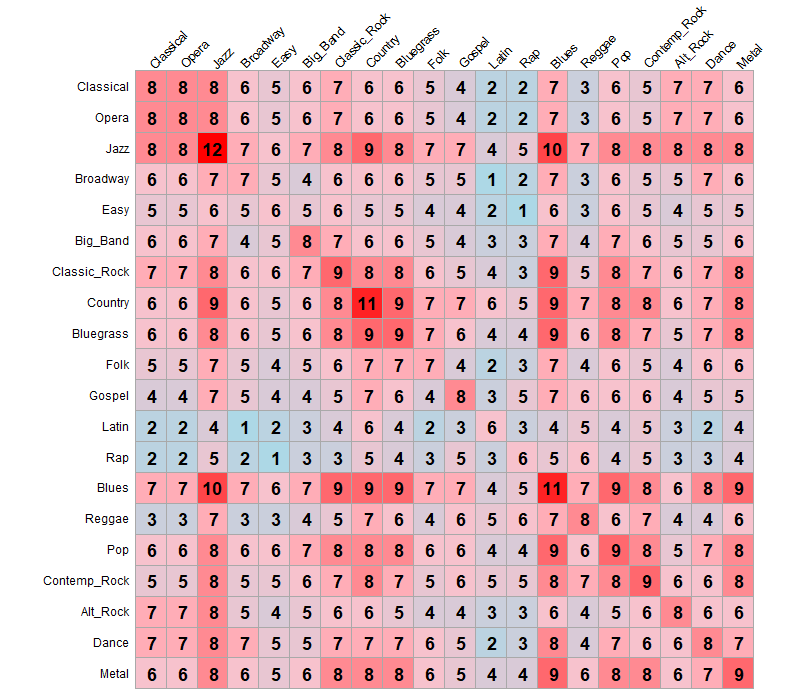 Classical Opera Jazz Broadway Easy Big_Band Classic_Rock Country Bluegrass Folk Gospel Latin Rap Blues Reggae Pop Contemp_Rock Alt_Rock Dance Metal
Classical 8 8 8 6 5 6 7 6 6 5 4 2 2 7 3 6 5 7 7 6
Opera 8 8 8 6 5 6 7 6 6 5 4 2 2 7 3 6 5 7 7 6
Jazz 8 8 12 7 6 7 8 9 8 7 7 4 5 10 7 8 8 8 8 8
Broadway 6 6 7 7 5 4 6 6 6 5 5 1 2 7 3 6 5 5 7 6
Easy 5 5 6 5 6 5 6 5 5 4 4 2 1 6 3 6 5 4 5 5
Big_Band 6 6 7 4 5 8 7 6 6 5 4 3 3 7 4 7 6 5 5 6
Classic_Rock 7 7 8 6 6 7 9 8 8 6 5 4 3 9 5 8 7 6 7 8
Country 6 6 9 6 5 6 8 11 9 7 7 6 5 9 7 8 8 6 7 8
Bluegrass 6 6 8 6 5 6 8 9 9 7 6 4 4 9 6 8 7 5 7 8
Folk 5 5 7 5 4 5 6 7 7 7 4 2 3 7 4 6 5 4 6 6
Gospel 4 4 7 5 4 4 5 7 6 4 8 3 5 7 6 6 6 4 5 5
Latin 2 2 4 1 2 3 4 6 4 2 3 6 3 4 5 4 5 3 2 4
Rap 2 2 5 2 1 3 3 5 4 3 5 3 6 5 6 4 5 3 3 4
Blues 7 7 10 7 6 7 9 9 9 7 7 4 5 11 7 9 8 6 8 9
Reggae 3 3 7 3 3 4 5 7 6 4 6 5 6 7 8 6 7 4 4 6
Pop 6 6 8 6 6 7 8 8 8 6 6 4 4 9 6 9 8 5 7 8
Contemp_Rock 5 5 8 5 5 6 7 8 7 5 6 5 5 8 7 8 9 6 6 8
Alt_Rock 7 7 8 5 4 5 6 6 5 4 4 3 3 6 4 5 6 8 6 6
Dance 7 7 8 7 5 5 7 7 7 6 5 2 3 8 4 7 6 6 8 7
Metal 6 6 8 6 5 6 8 8 8 6 5 4 4 9 6 8 8 6 7 9